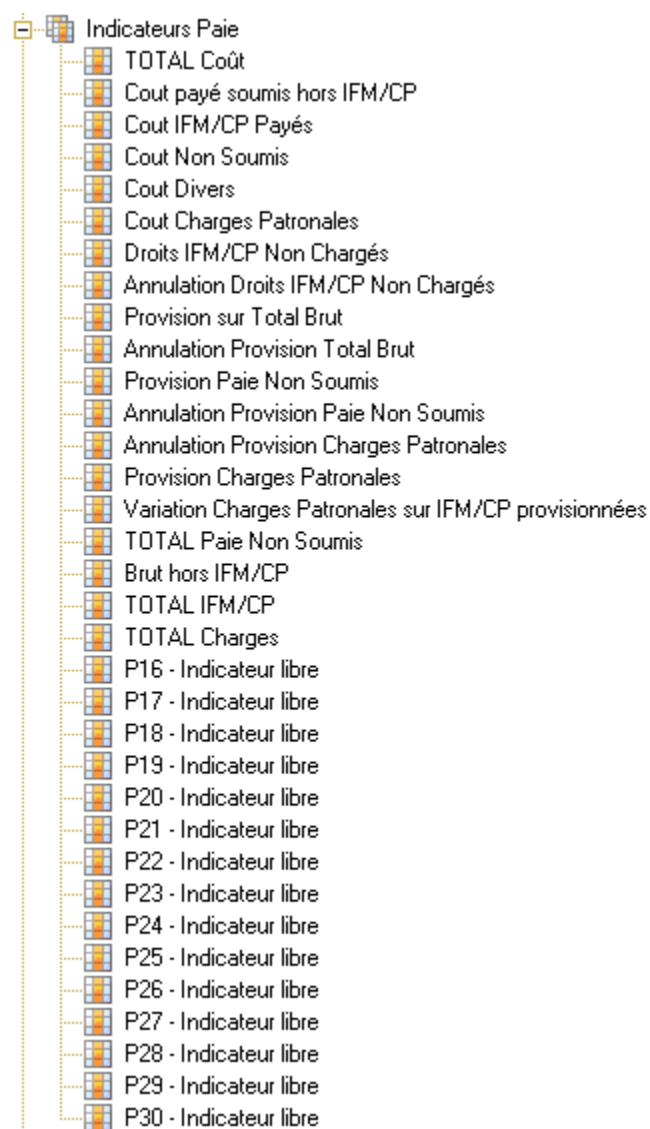 Indicateurs Paie
TOTAL Coût
Cout payé soumis hors IFM/CP
Cout IFM/CP Payés
Cout Non Soumis
Cout Divers
Cout Charges Patronales
Droits IFM/CP Non Chargés
Annulation Droits IFM/CP Non Chargés
Provision sur Total Brut
Annulation Provision Total Brut
Provision Paie Non Soumis
Annulation Provision Paie Non Soumis
Annulation Provision Charges Patronales
Provision Charges Patronales
Variation Charges Patronales sur IFM/CP provisionnées
TOTAL Paie Non Soumis
Brut hors IFM/CP
TOTAL IFM/CP
TOTAL Charges
P16 - Indicateur libre
P17 - Indicateur libre
P18 - Indicateur libre
P19 - Indicateur libre
P20 - Indicateur libre
P21 - Indicateur libre
P22 - Indicateur libre
P23 - Indicateur libre
P24 - Indicateur libre
P25 - Indicateur libre
P26 - Indicateur libre
P27 - Indicateur libre
P28 - Indicateur libre
P29 - Indicateur libre
P30 - Indicateur libre